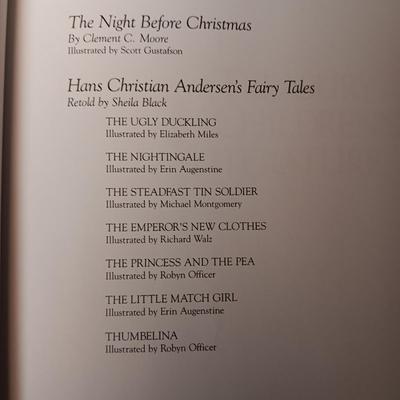 The Night Before Christmas
By Clement C. Moore
Illustrated by Scott Gustafson
Hans Christian Andersen's Fairy Tales
Retold by Sheila Black
THE UGLY DUCKLING
Illustrated by Elizabeth Miles
THE NIGHTINGALE
Illustrated by Erin Augenstine
THE STEADFAST TIN SOLDIER
Illustrated by Michael Montgomery
THE EMPEROR'S NEW CLOTHES
Illustrated by Richard Walz
THE PRINCESS AND THE PEA
Illustrated by Robyn Officer
THE LITTLE MATCH GIRL
Illustrated by Erin Augenstine
THUMBELINA
Illustrated by Robyn Officer